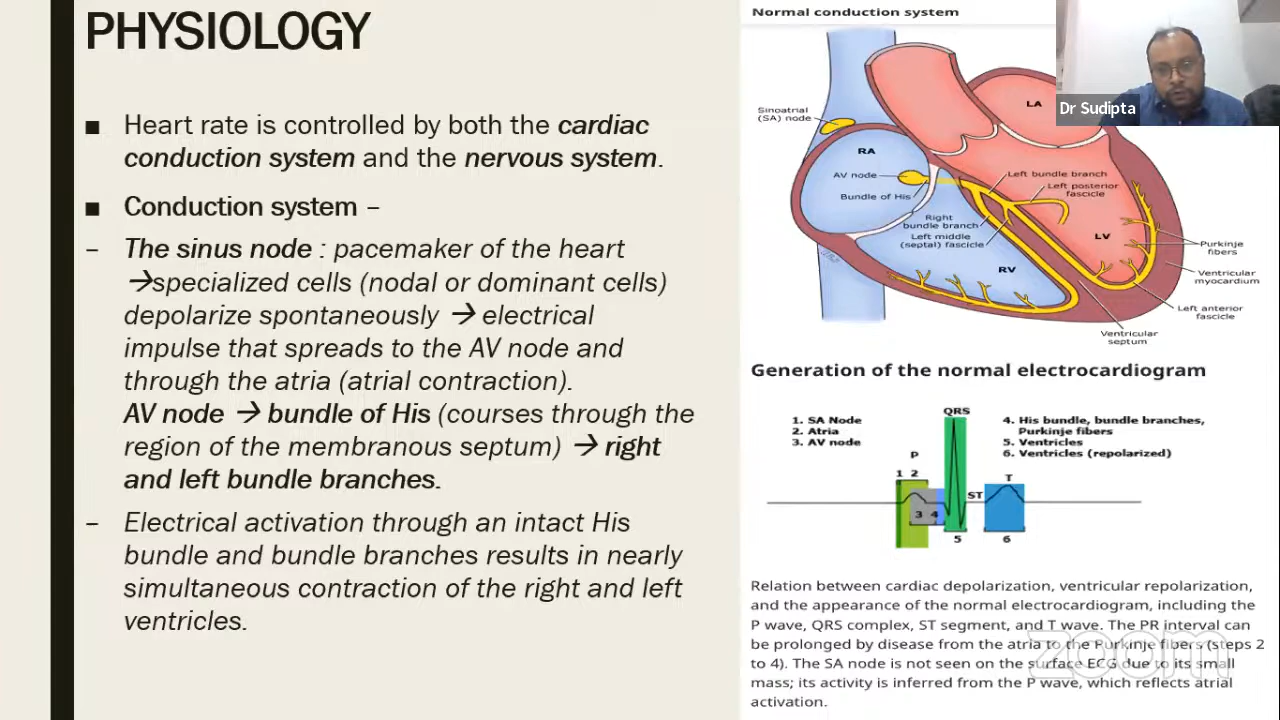 PHYSIOLOGY
■ Heart rate is controlled by both the cardiac
conduction system and the nervous system.
■ Conduction system –
– The sinus node : pacemaker of the heart
→specialized cells (nodal or dominant cells)
depolarize spontaneously → electrical
impulse that spreads to the AV node and
through the atria (atrial contraction).
AV node → bundle of His (courses through the
region of the membranous septum) → right
and left bundle branches.
– Electrical activation through an intact His
bundle and bundle branches results in nearly
simultaneous contraction of the right and left
ventricles.
Normal conduction system
Sinoatrial
(SA) node
RA
AV node
Bundle of His
LA
Left bundle branch
Left posterior
fascicle
Right
bundle branch
Left middle
(septal) fascicle
RV
LV
Purkinje
fibers
Ventricular
myocardium
Left anterior
fascicle
Ventricular
septum
Dr Sudipta
Generation of the normal electrocardiogram
1. SA Node
2. Atria
3. AV node
QRS
4. His bundle, bundle branches,
Purkinje fibers
5. Ventricles
6. Ventricles (repolarized)
P
1 2
3 4
ST
T
5
6
Relation between cardiac depolarization, ventricular repolarization,
and the appearance of the normal electrocardiogram, including the
P wave, QRS complex, ST segment, and T wave. The PR interval can
be prolonged by disease from the atria to the Purkinje fibers (steps 2
to 4). The SA node is not seen on the surface ECG due to its small
mass; its activity is inferred from the P wave, which reflects atrial
activation.
zoom